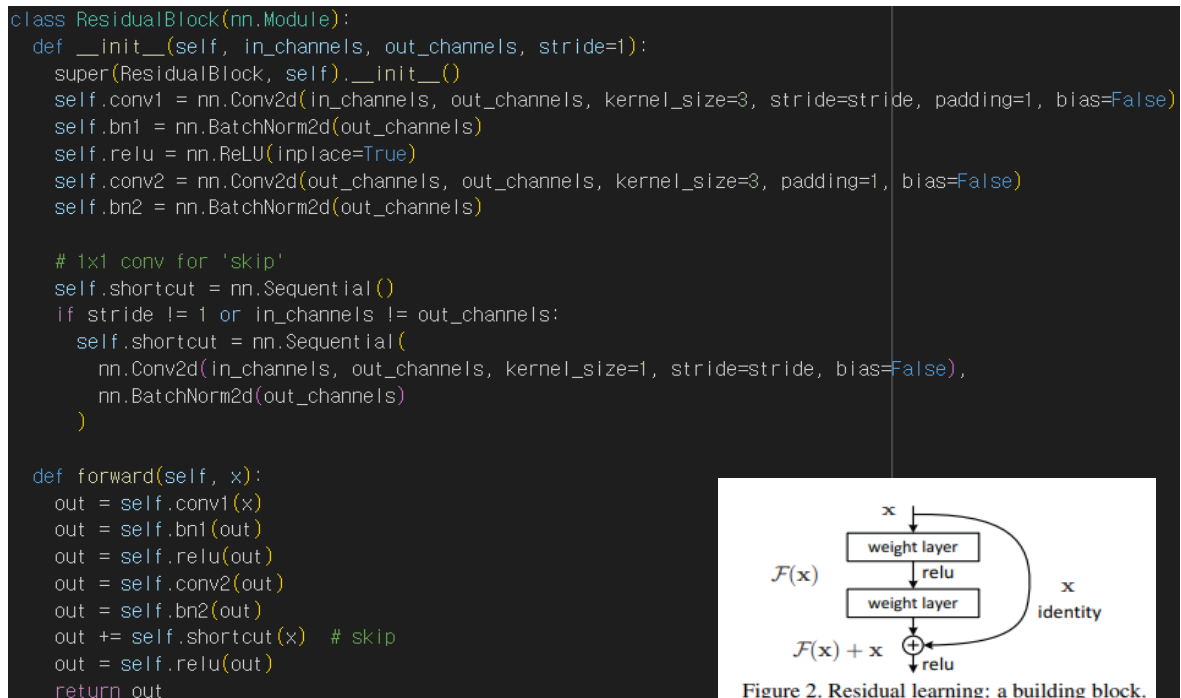 class ResidualBlock(nn.Module):
  def __init__(self, in_channels, out_channels, stride=1):
    super(ResidualBlock, self).__init__()
    self.conv1 = nn.Conv2d(in_channels, out_channels, kernel_size=3, stride=stride, padding=1, bias=False)
    self.bn1 = nn.BatchNorm2d(out_channels)
    self.relu = nn.ReLU(inplace=True)
    self.conv2 = nn.Conv2d(out_channels, out_channels, kernel_size=3, padding=1, bias=False)
    self.bn2 = nn.BatchNorm2d(out_channels)

    # 1x1 conv for 'skip'
    self.shortcut = nn.Sequential()
    if stride != 1 or in_channels != out_channels:
      self.shortcut = nn.Sequential(
        nn.Conv2d(in_channels, out_channels, kernel_size=1, stride=stride, bias=False),
        nn.BatchNorm2d(out_channels)
      )

  def forward(self, x):
    out = self.conv1(x)
    out = self.bn1(out)
    out = self.relu(out)
    out = self.conv2(out)
    out = self.bn2(out)
    out += self.shortcut(x)  # skip
    out = self.relu(out)
    return out
x
weight layer
F(x)
relu
x
weight layer
identity
F(x) + x
relu
Figure 2. Residual learning: a building block.